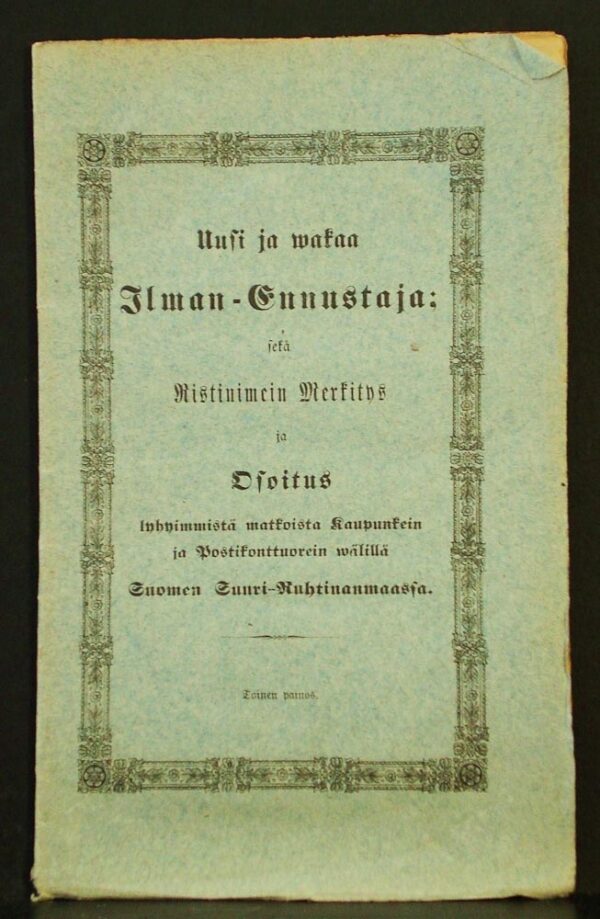 Uusi ja wakaa
Ilman-Ennustaja:
sekä
Ristinimein Merkitys
ja
Osoitus
lyhyimmistä matkoista Kaupunkein
ja Postikonttuorein wälillä
Suomen Suuri-Ruhtinanmaassa.
Toinen painos.